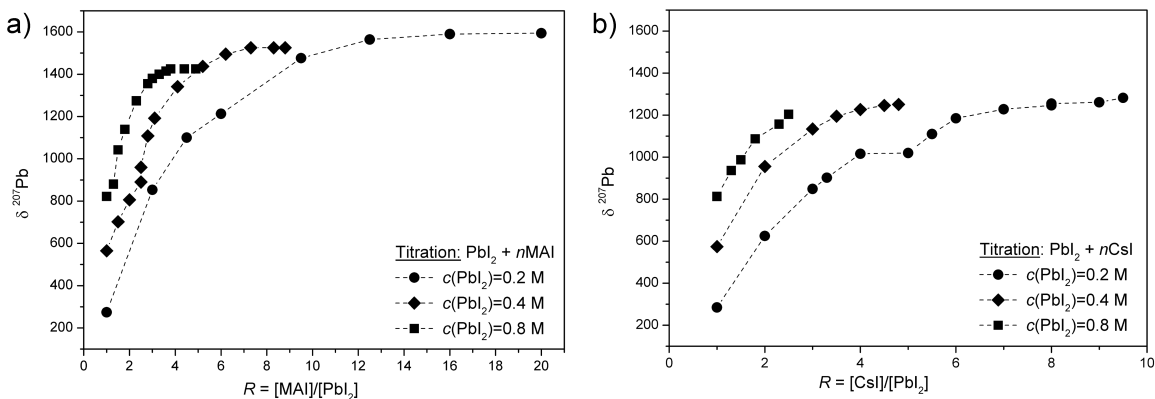 a)
1600
1400
1200
1000
800
600
400
200
δ ²⁰⁷Pb
Titration: PbI₂ + nMAI
c(PbI₂)=0.2 M
c(PbI₂)=0.4 M
c(PbI₂)=0.8 M
0 2 4 6 8 10 12 14 16 18 20
R = [MAI]/[PbI₂]
b)
1600
1400
1200
1000
800
600
400
200
δ ²⁰⁷Pb
Titration: PbI₂ + nCsI
c(PbI₂)=0.2 M
c(PbI₂)=0.4 M
c(PbI₂)=0.8 M
0 2 4 6 8 10
R = [CsI]/[PbI₂]